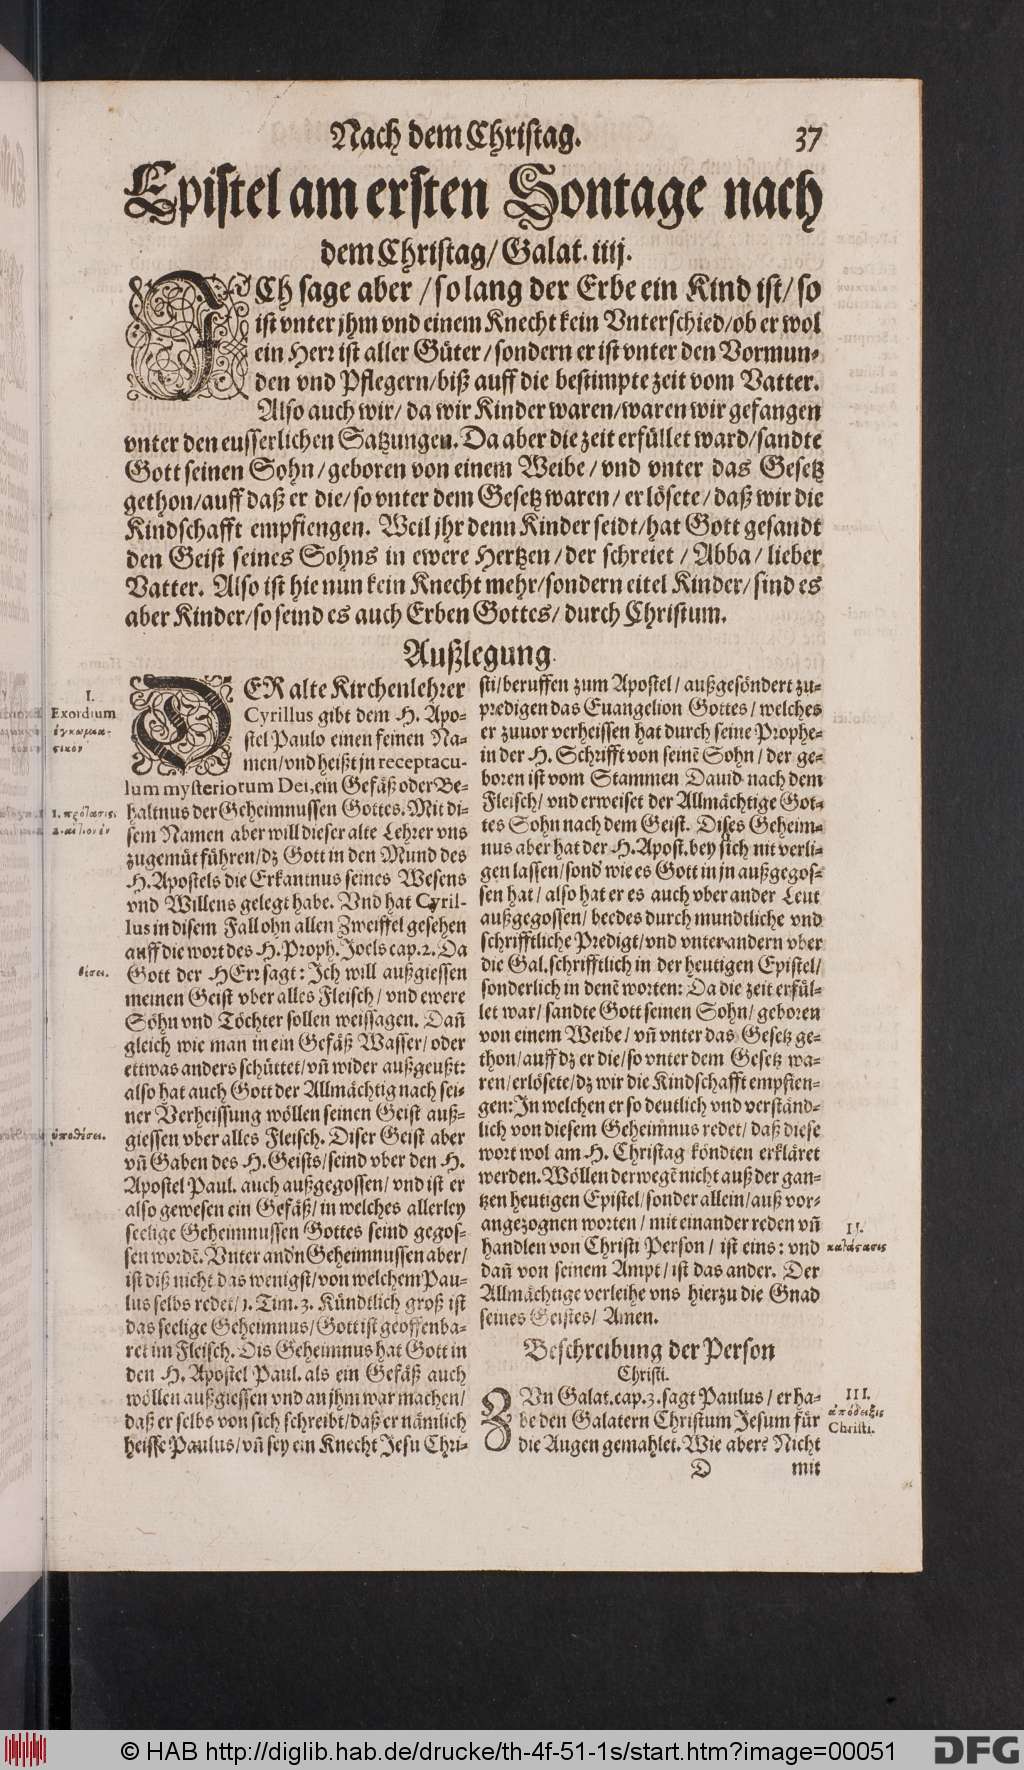 Nach dem Christag. 37
Epistel am ersten Sontage nach
dem Christag/ Galat. iiij.
ICh sage aber / so lang der Erbe ein Kind ist/ so
ist vnter jhm vnd einem Knecht kein Vnterschied/ob er wol
ein Herr ist aller Güter / sondern er ist vnter den Vormun-
den vnd Pflegern/biß auff die bestimpte zeit vom Vatter.
Also auch wir/ da wir Kinder waren/waren wir gefangen
vnter den eusserlichen Satzungen. Da aber die zeit erfüllet ward/sandte
Gott seinen Sohn / geboren von einem Weibe / vnd vnter das Gesetz
gethon/auff daß er die/ so vnter dem Gesetz waren / erlösete / daß wir die
Kindschafft empfiengen. Weil jhr denn Kinder seidt/hat Gott gesandt
den Geist seines Sohns in ewere Hertzen / der schreiet / Abba / lieber
Vatter. Also ist hie nun kein Knecht mehr/sondern eitel Kinder/ sind es
aber Kinder/so seind es auch Erben Gottes/ durch Christum.
Außlegung.
I.
Exordium
ἐγκωμια-
στικόν
1. πρότασις.
2. αἴτιον ἐν
θέσει.
ὑποθέσει.
DER alte Kirchenlehrer
Cyrillus gibt dem H. Apo-
stel Paulo einen feinen Na-
men/vnd heißt jn receptacu-
lum mysteriorum Dei, ein Gefäß oder Be-
haltnus der Geheimnussen Gottes. Mit di-
sem Namen aber will dieser alte Lehrer vns
zugemüt führen/dz Gott in den Mund des
H. Apostels die Erkantnus seines Wesens
vnd Willens gelegt habe. Vnd hat Cyril-
lus in disem Fall ohn allen Zweiffel gesehen
auff die wort des H. Proph. Joels cap. 2. Da
Gott der HErr sagt: Ich will außgiessen
meinen Geist vber alles Fleisch / vnd ewere
Söhn vnd Töchter sollen weissagen. Dañ
gleich wie man in ein Gefäß Wasser/ oder
ettwas anders schüttet/ vñ wider außgeußt:
also hat auch Gott der Allmächtig nach sei-
ner Verheissung wöllen seinen Geist auß-
giessen vber alles Fleisch. Diser Geist aber
vñ Gaben des H. Geists/ seind vber den H.
Apostel Paul. auch außgegossen/ vnd ist er
also gewesen ein Gefäß/ in welches allerley
seelige Geheimnussen Gottes seind gegos-
sen wordẽ. Vnter andn Geheimnussen aber/
ist diß nicht das wenigst/ von welchem Pau-
lus selbs redet/ 1. Tim. 3. Kündtlich groß ist
das seelige Geheimnus/ Gott ist geoffenba-
ret im Fleisch. Dis Geheimnus hat Gott in
den H. Apostel Paul. als ein Gefäß auch
wöllen außgiessen vnd an jhm war machen/
daß er selbs von sich schreibt/daß er nämlich
heisse Paulus/ vñ sey ein Knecht Jesu Chri-
sti/beruffen zum Apostel / außgesöndert zu-
predigen das Euangelion Gottes / welches
er zuuor verheissen hat durch seine Prophe-
in der H. Schrifft von seinẽ Sohn / der ge-
boren ist vom Stammen Dauid nach dem
Fleisch/ vnd erweiset der Allmächtige Got-
tes Sohn nach dem Geist. Dises Geheim-
nus aber hat der H. Apost. bey sich nit verli-
gen lassen/ sond' wie es Gott in jn außgegos-
sen hat / also hat er es auch vber ander Leut
außgegossen/ beedes durch mundtliche vnd
schrifftliche Predigt/vnd vnter andern vber
die Gal. schrifftlich in der heutigen Epistel/
sonderlich in denẽ worten: Da die zeit erfül-
let war/ sandte Gott seinen Sohn/ geboren
von einem Weibe/ vñ vnter das Gesetz ge-
thon/ auff dz er die/ so vnter dem Gesetz wa-
ren/ erlösete/dz wir die Kindschafft empfien-
gen: In welchen er so deutlich vnd verständ-
lich von diesem Geheimnus redet/ daß diese
wort wol am H. Christag köndten erkläret
werden. Wöllen derwegẽ nicht auß der gan-
tzen heutigen Epistel/ sonder allein/ auß vor-
angezognen worten / mit einander reden vñ
handlen von Christi Person / ist eins: vnd
dañ von seinem Ampt / ist das ander. Der
Allmächtige verleihe vns hierzu die Gnad
seines Geistes / Amen.
II.
κατάστασις
Beschreibung der Person
Christi.
ZVn Galat. cap. 3. sagt Paulus / er ha-
be den Galatern Christum Jesum für
die Augen gemahlet. Wie aber? Nicht
III.
ἀπόδειξις
Christi.
D mit
© HAB http://diglib.hab.de/drucke/th-4f-51-1s/start.htm?image=00051
DFG